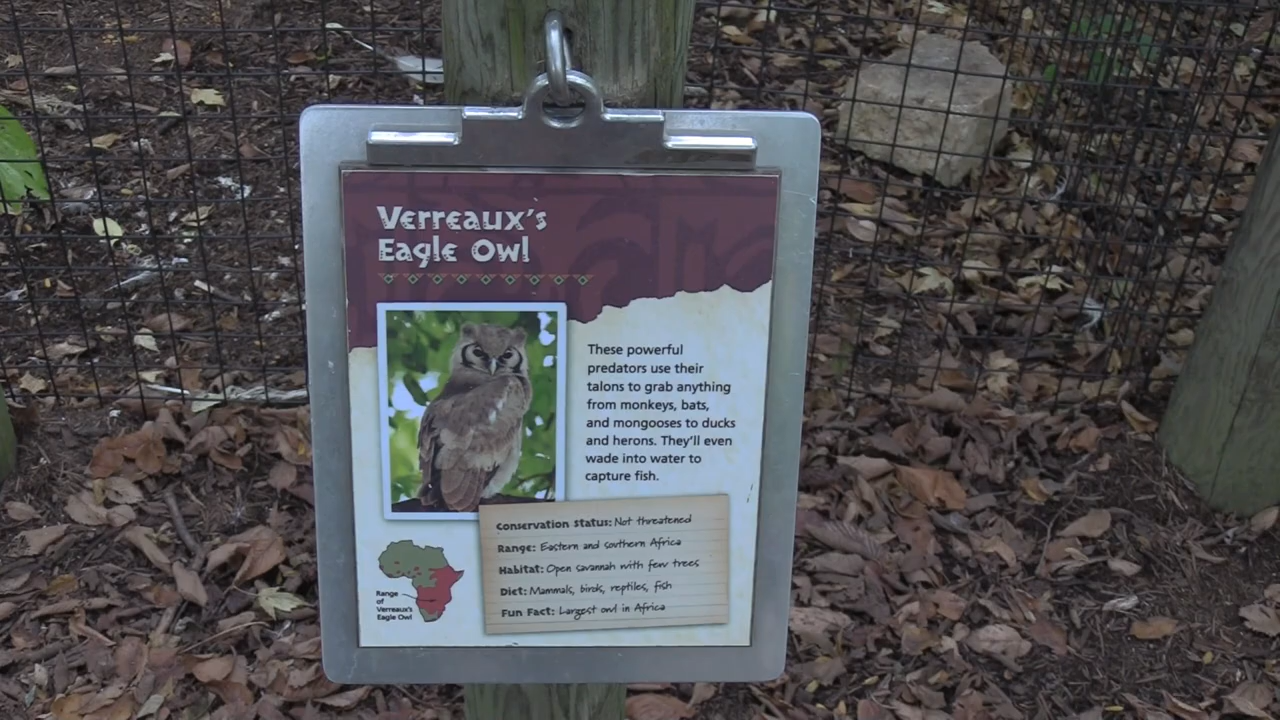 Verreaux's
Eagle Owl
These powerful
predators use their
talons to grab anything
from monkeys, bats,
and mongooses to ducks
and herons. They'll even
wade into water to
capture fish.
Conservation Status: Not threatened
Range: Eastern and southern Africa
Habitat: Open savannah with few trees
Diet: Mammals, birds, reptiles, fish
Fun Fact: Largest owl in Africa
Range
of
Verreaux's
Eagle Owl